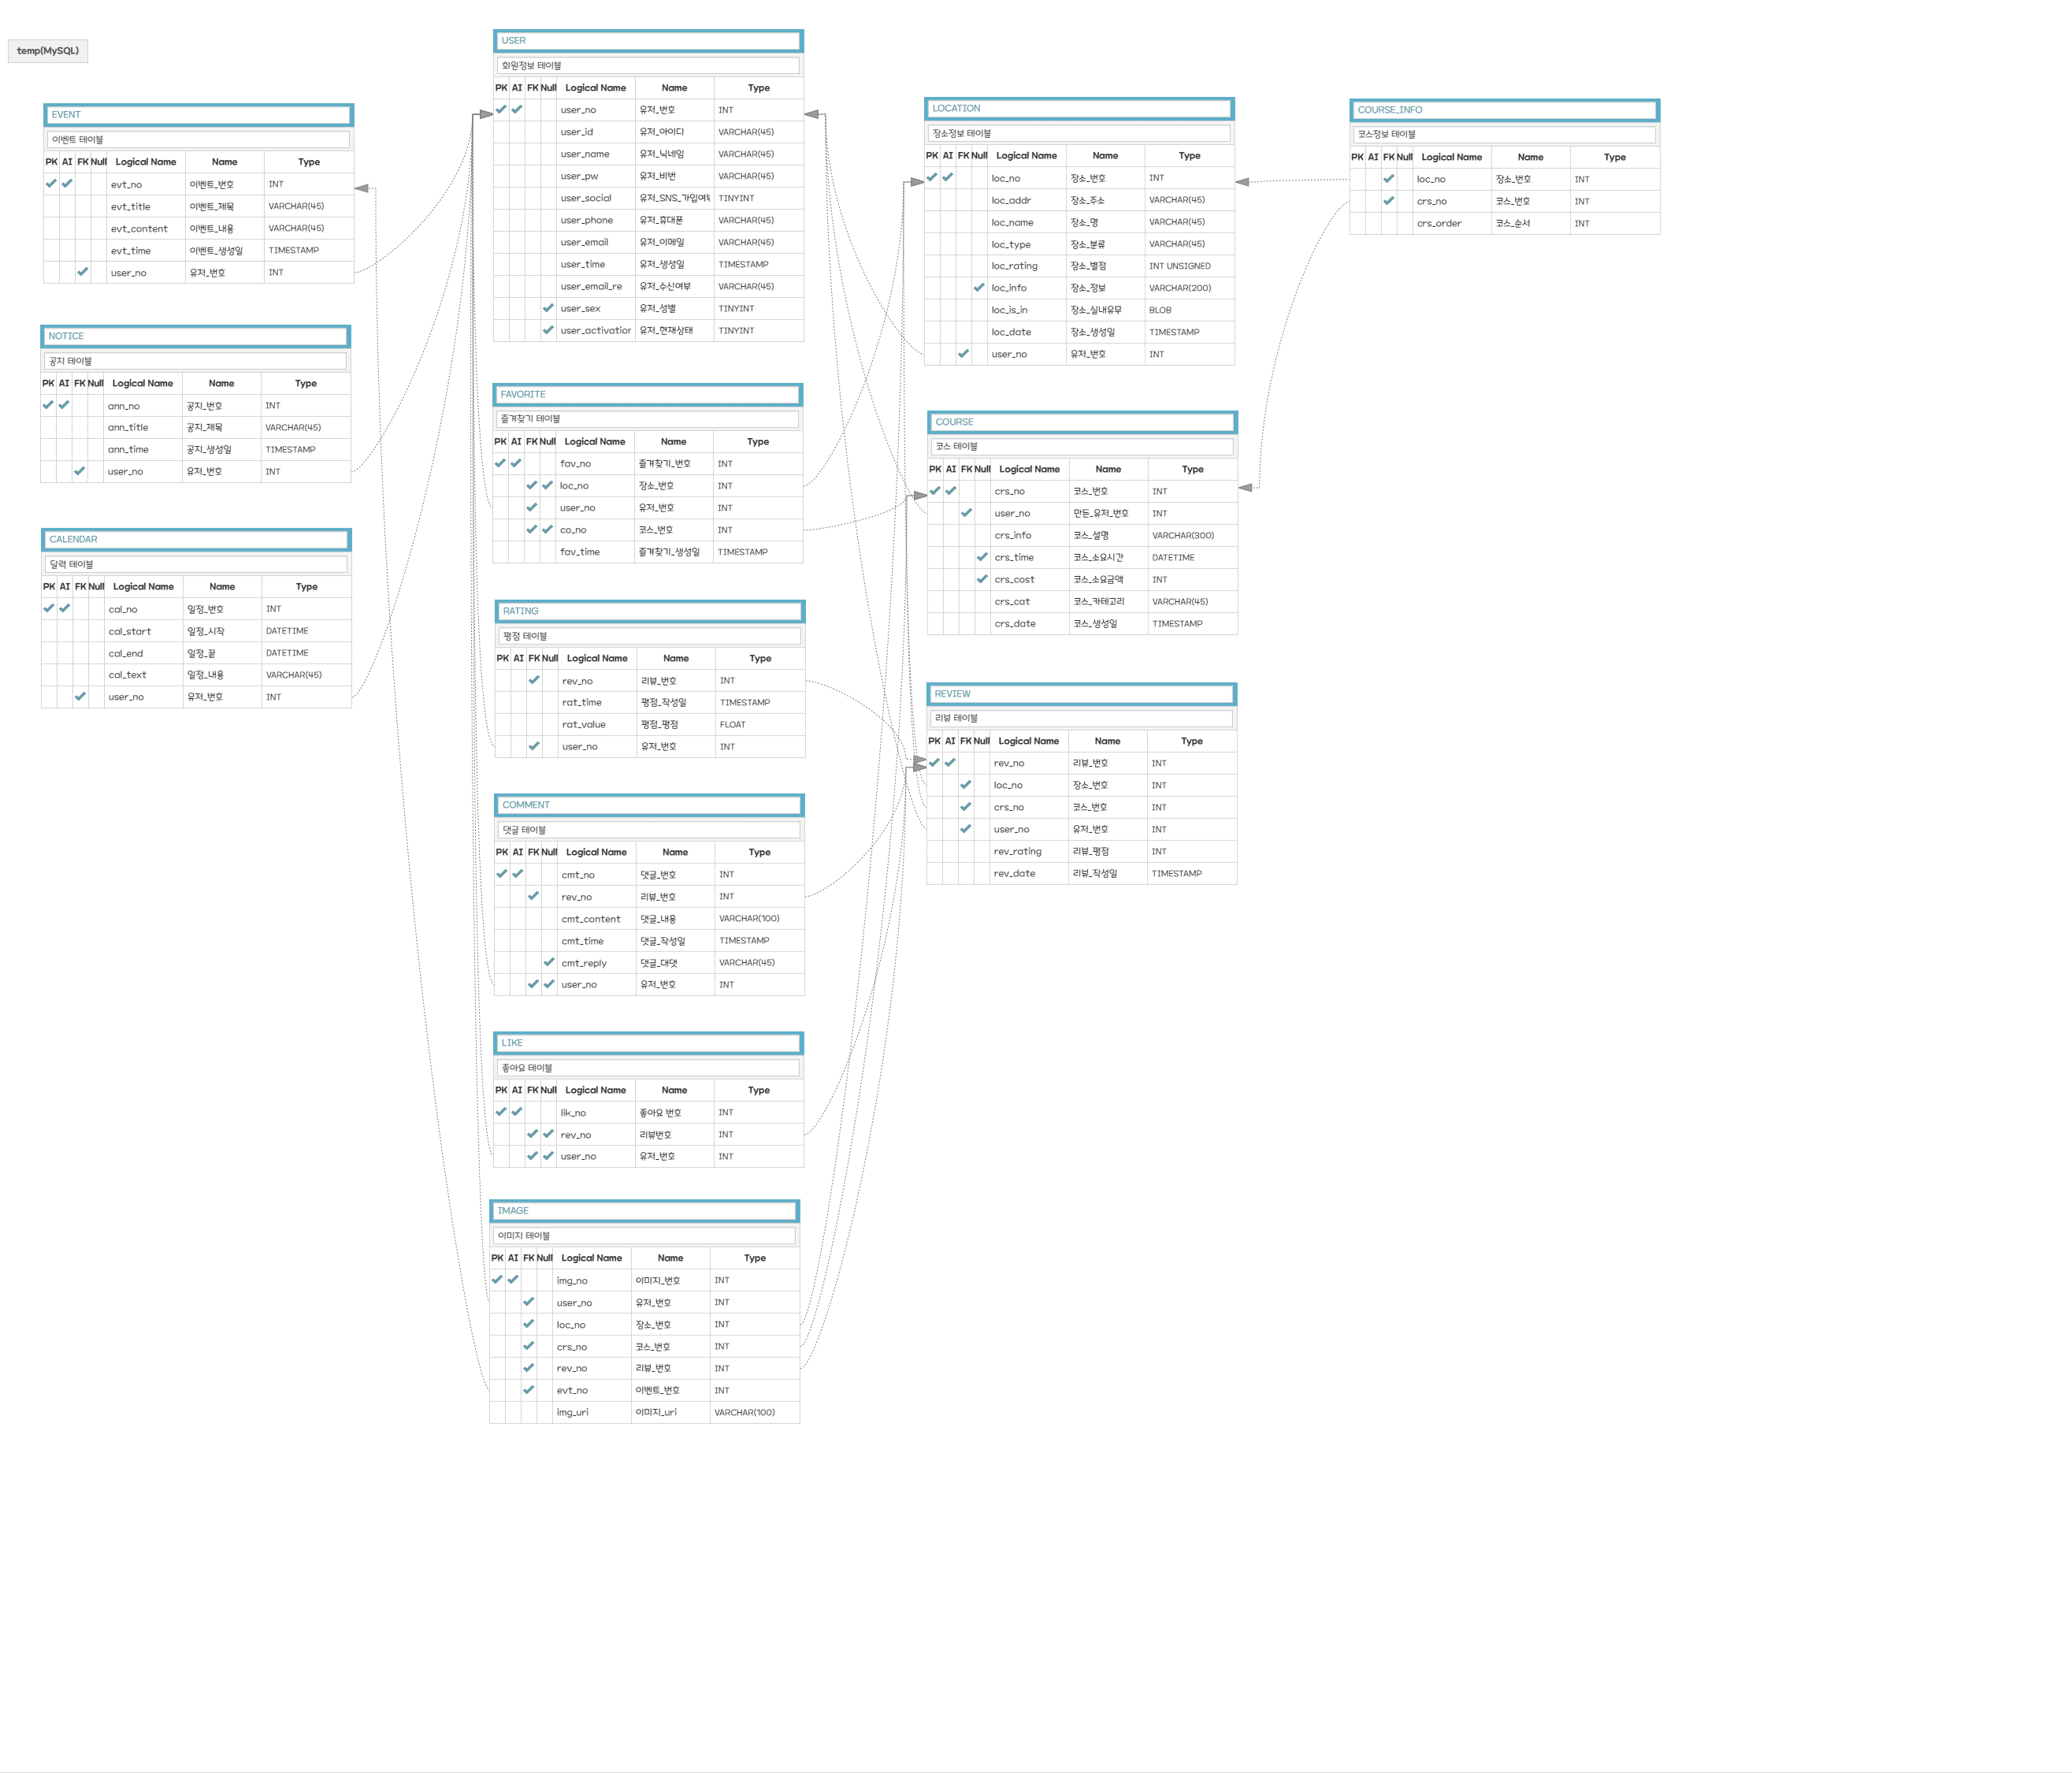 temp(MySQL)
EVENT
이벤트 테이블
PK AI FK Null Logical Name Name Type
evt_no 이벤트_번호 INT
evt_title 이벤트_제목 VARCHAR(45)
evt_content 이벤트_내용 VARCHAR(45)
evt_time 이벤트_생성일 TIMESTAMP
user_no 유저_번호 INT
NOTICE
공지 테이블
PK AI FK Null Logical Name Name Type
ann_no 공지_번호 INT
ann_title 공지_제목 VARCHAR(45)
ann_time 공지_생성일 TIMESTAMP
user_no 유저_번호 INT
CALENDAR
달력 테이블
PK AI FK Null Logical Name Name Type
cal_no 일정_번호 INT
cal_start 일정_시작 DATETIME
cal_end 일정_끝 DATETIME
cal_text 일정_내용 VARCHAR(45)
user_no 유저_번호 INT
USER
회원정보 테이블
PK AI FK Null Logical Name Name Type
user_no 유저_번호 INT
user_id 유저_아이디 VARCHAR(45)
user_name 유저_닉네임 VARCHAR(45)
user_pw 유저_비번 VARCHAR(45)
user_social 유저_SNS_가입여 TINYINT
user_phone 유저_휴대폰 VARCHAR(45)
user_email 유저_이메일 VARCHAR(45)
user_time 유저_생성일 TIMESTAMP
user_email_re 유저_수신여부 VARCHAR(45)
user_sex 유저_성별 TINYINT
user_activatior 유저_현재상태 TINYINT
FAVORITE
즐겨찾기 테이블
PK AI FK Null Logical Name Name Type
fav_no 즐겨찾기_번호 INT
loc_no 장소_번호 INT
user_no 유저_번호 INT
co_no 코스_번호 INT
fav_time 즐겨찾기_생성일 TIMESTAMP
RATING
평점 테이블
PK AI FK Null Logical Name Name Type
rev_no 리뷰_번호 INT
rat_time 평점_작성일 TIMESTAMP
rat_value 평점_평점 FLOAT
user_no 유저_번호 INT
COMMENT
댓글 테이블
PK AI FK Null Logical Name Name Type
cmt_no 댓글_번호 INT
rev_no 리뷰_번호 INT
cmt_content 댓글_내용 VARCHAR(100)
cmt_time 댓글_작성일 TIMESTAMP
cmt_reply 댓글_대댓 VARCHAR(45)
user_no 유저_번호 INT
LIKE
좋아요 테이블
PK AI FK Null Logical Name Name Type
lik_no 좋아요 번호 INT
rev_no 리뷰번호 INT
user_no 유저_번호 INT
IMAGE
이미지 테이블
PK AI FK Null Logical Name Name Type
img_no 이미지_번호 INT
user_no 유저_번호 INT
loc_no 장소_번호 INT
crs_no 코스_번호 INT
rev_no 리뷰_번호 INT
evt_no 이벤트_번호 INT
img_uri 이미지_uri VARCHAR(100)
LOCATION
장소정보 테이블
PK AI FK Null Logical Name Name Type
loc_no 장소_번호 INT
loc_addr 장소_주소 VARCHAR(45)
loc_name 장소_명 VARCHAR(45)
loc_type 장소_분류 VARCHAR(45)
loc_rating 장소_별점 INT UNSIGNED
loc_info 장소_정보 VARCHAR(200)
loc_is_in 장소_실내유무 BLOB
loc_date 장소_생성일 TIMESTAMP
user_no 유저_번호 INT
COURSE
코스 테이블
PK AI FK Null Logical Name Name Type
crs_no 코스_번호 INT
user_no 만든_유저_번호 INT
crs_info 코스_설명 VARCHAR(300)
crs_time 코스_소요시간 DATETIME
crs_cost 코스_소요금액 INT
crs_cat 코스_카테고리 VARCHAR(45)
crs_date 코스_생성일 TIMESTAMP
REVIEW
리뷰 테이블
PK AI FK Null Logical Name Name Type
rev_no 리뷰_번호 INT
loc_no 장소_번호 INT
crs_no 코스_번호 INT
user_no 유저_번호 INT
rev_rating 리뷰_평점 INT
rev_date 리뷰_작성일 TIMESTAMP
COURSE_INFO
코스정보 테이블
PK AI FK Null Logical Name Name Type
loc_no 장소_번호 INT
crs_no 코스_번호 INT
crs_order 코스_순서 INT